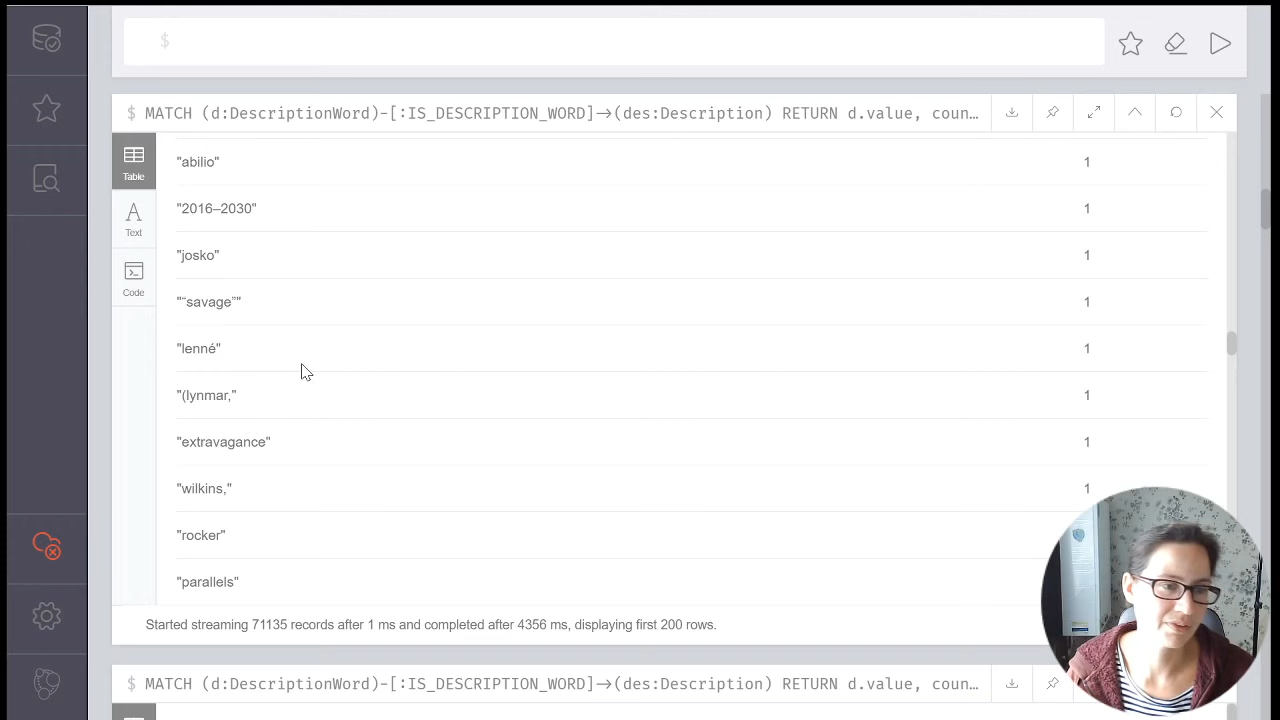 $
$ MATCH (d:DescriptionWord)-[:IS_DESCRIPTION_WORD]→(des:Description) RETURN d.value, coun…
Table
Text
Code
"abilio" 1
"2016–2030" 1
"josko" 1
"“savage”" 1
"lenné" 1
"(lynmar," 1
"extravagance" 1
"wilkins," 1
"rocker"
"parallels"
Started streaming 71135 records after 1 ms and completed after 4356 ms, displaying first 200 rows.
$ MATCH (d:DescriptionWord)-[:IS_DESCRIPTION_WORD]→(des:Description) RETURN d.value, coun…